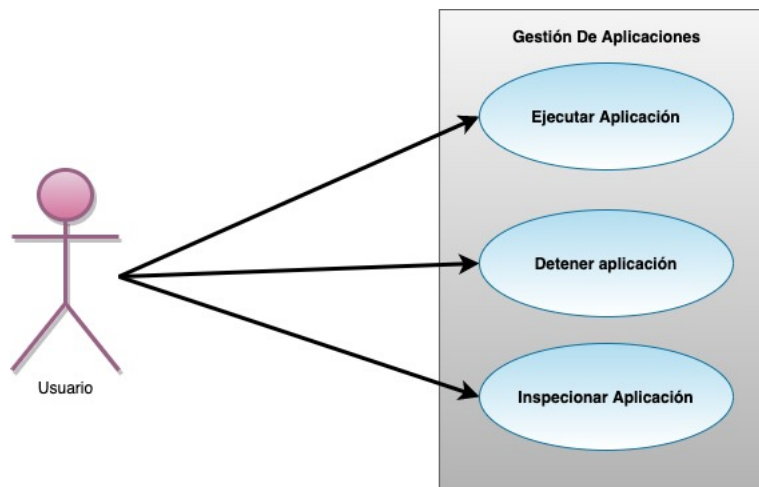 Gestión De Aplicaciones
Ejecutar Aplicación
Detener aplicación
Inspecionar Aplicación
Usuario